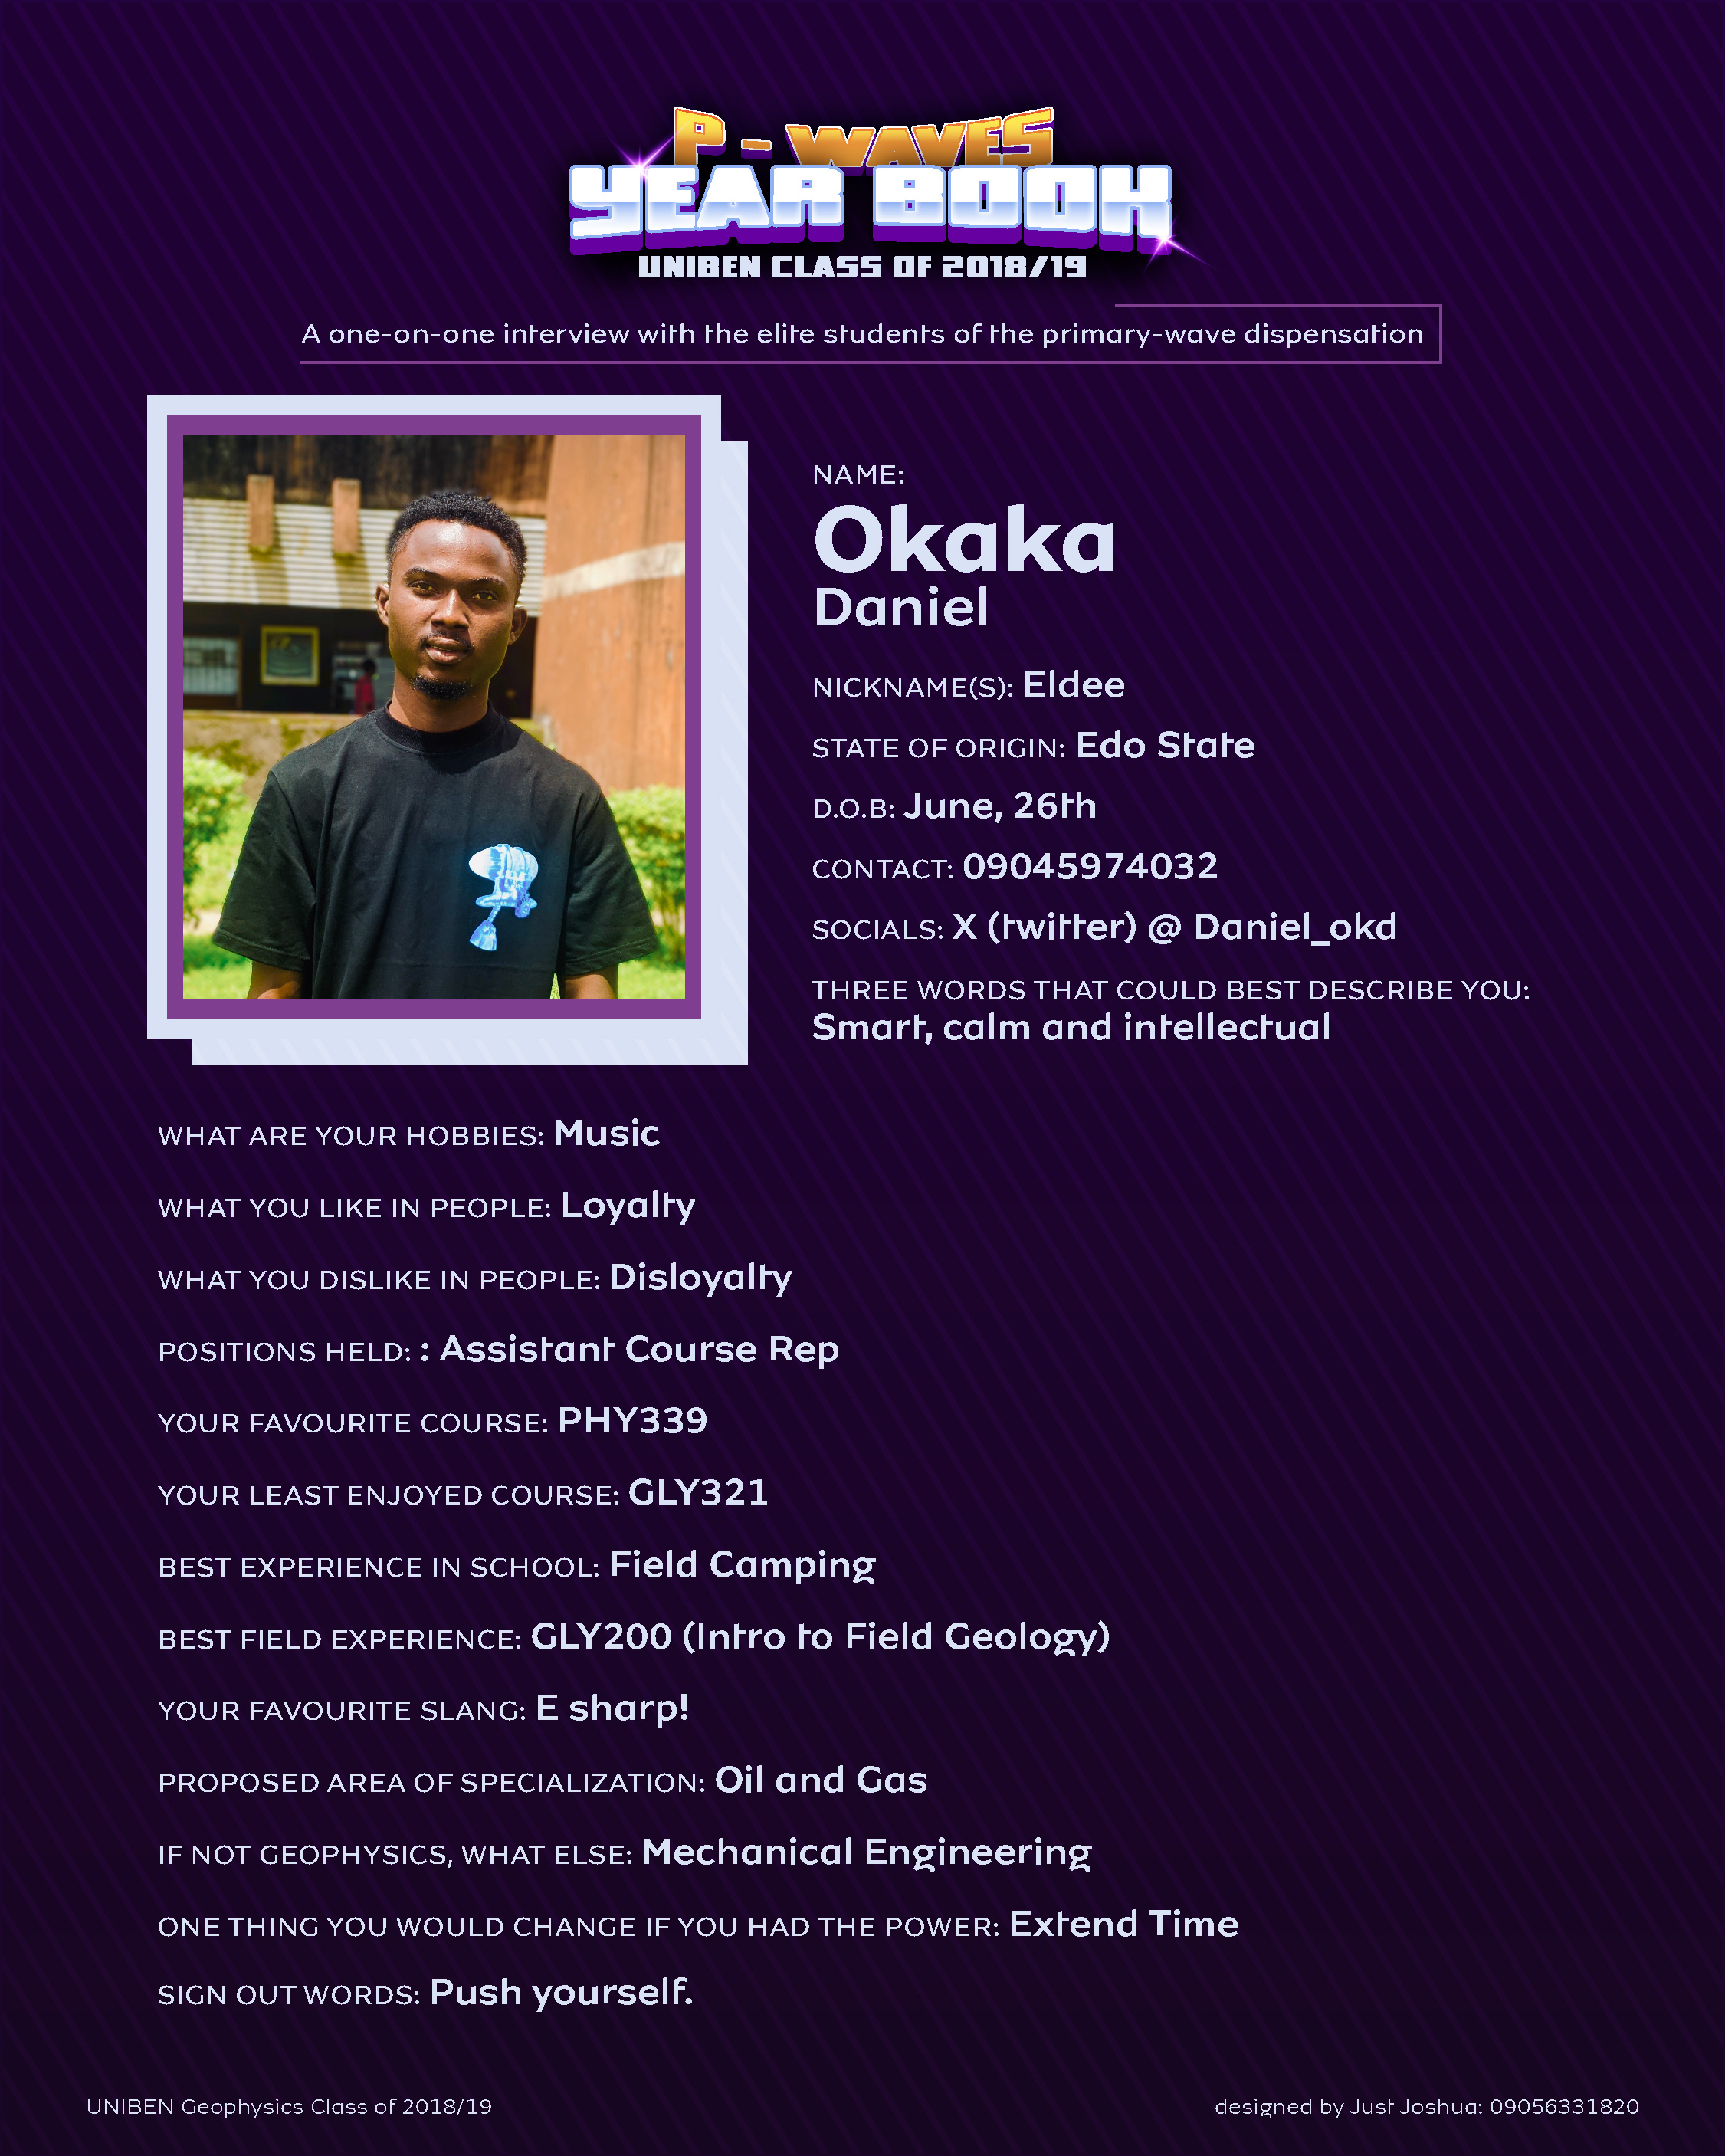 P - WAVES
YEAR BOOK
UNIBEN CLASS OF 2018/19
A one-on-one interview with the elite students of the primary-wave dispensation
NAME:
Okaka
Daniel
NICKNAME(S): Eldee
STATE OF ORIGIN: Edo State
D.O.B: June, 26th
CONTACT: 09045974032
SOCIALS: X (twitter) @ Daniel_okd
THREE WORDS THAT COULD BEST DESCRIBE YOU:
Smart, calm and intellectual
WHAT ARE YOUR HOBBIES: Music
WHAT YOU LIKE IN PEOPLE: Loyalty
WHAT YOU DISLIKE IN PEOPLE: Disloyalty
POSITIONS HELD: : Assistant Course Rep
YOUR FAVOURITE COURSE: PHY339
YOUR LEAST ENJOYED COURSE: GLY321
BEST EXPERIENCE IN SCHOOL: Field Camping
BEST FIELD EXPERIENCE: GLY200 (Intro to Field Geology)
YOUR FAVOURITE SLANG: E sharp!
PROPOSED AREA OF SPECIALIZATION: Oil and Gas
IF NOT GEOPHYSICS, WHAT ELSE: Mechanical Engineering
ONE THING YOU WOULD CHANGE IF YOU HAD THE POWER: Extend Time
SIGN OUT WORDS: Push yourself.
UNIBEN Geophysics Class of 2018/19
designed by Just Joshua: 09056331820